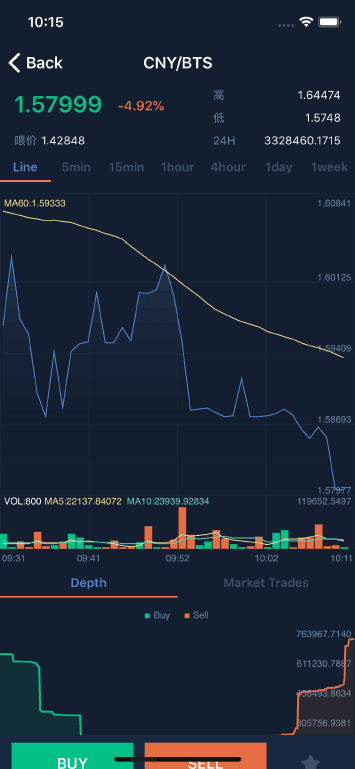 10:15
Back
CNY/BTS
1.57999 -4.92%
高 1.64474
低 1.5748
喂价 1.42848
24H 3328460.1715
Line 5min 15min 1hour 4hour 1day 1week
MA60:1.59333
1.60841
1.60125
1.59409
1.58693
1.57977
VOL:800 MA5:22137.84072 MA10:23939.92834
119652.5497
09:31 09:41 09:52 10:02 10:11
Depth Market Trades
Buy Sell
763967.7140
611230.7887
458493.8634
305756.9381
BUY SELL